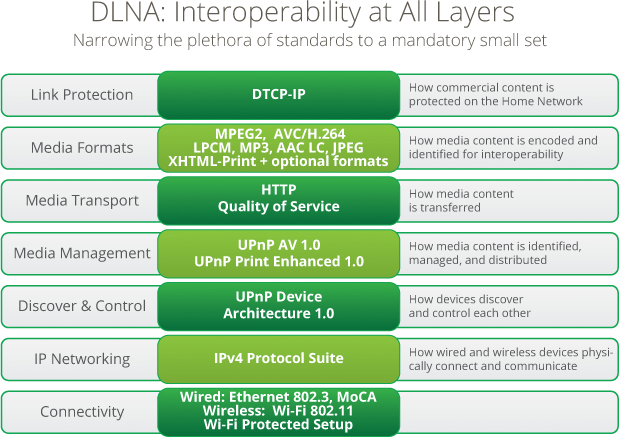 DLNA: Interoperability at All Layers
Narrowing the plethora of standards to a mandatory small set
Link Protection
DTCP-IP
How commercial content is
protected on the Home Network
Media Formats
MPEG2, AVC/H.264
LPCM, MP3, AAC LC, JPEG
XHTML-Print + optional formats
How media content is encoded and
identified for interoperability
Media Transport
HTTP
Quality of Service
How media content
is transferred
Media Management
UPnP AV 1.0
UPnP Print Enhanced 1.0
How media content is identified,
managed, and distributed
Discover & Control
UPnP Device
Architecture 1.0
How devices discover
and control each other
IP Networking
IPv4 Protocol Suite
How wired and wireless devices physi-
cally connect and communicate
Connectivity
Wired: Ethernet 802.3, MoCA
Wireless: Wi-Fi 802.11
Wi-Fi Protected Setup